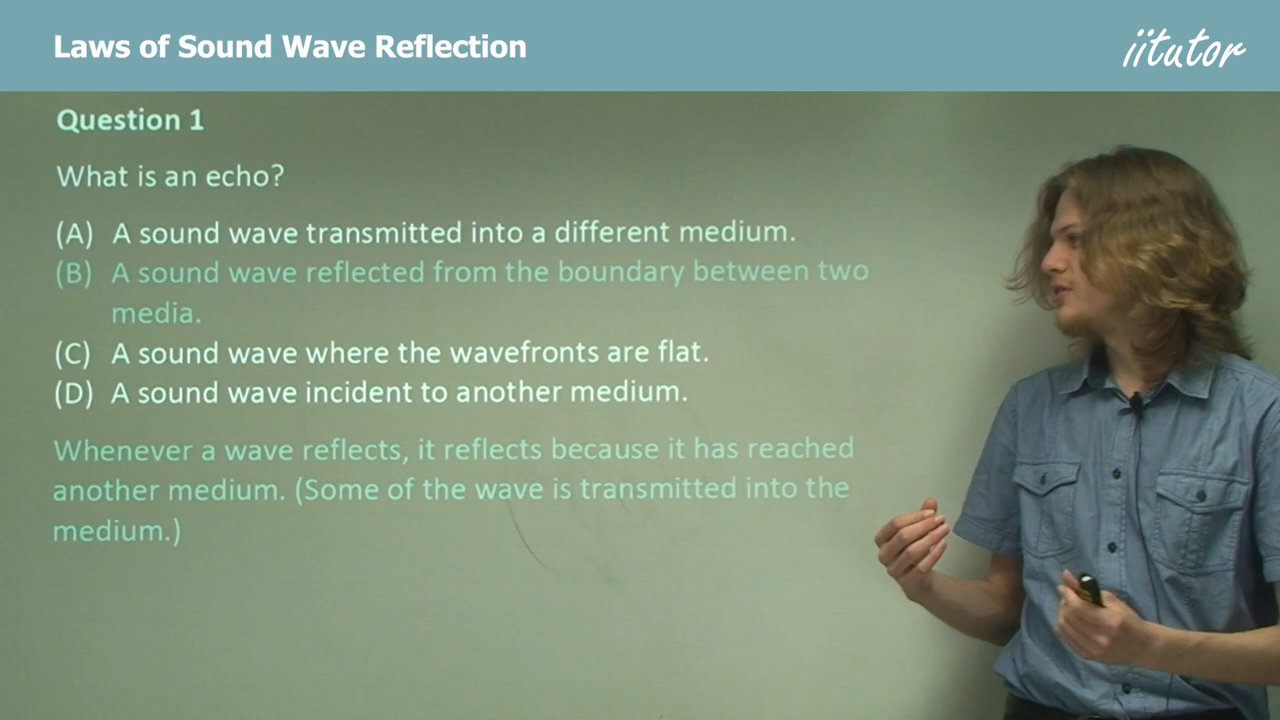 Laws of Sound Wave Reflection
iitutor
Question 1
What is an echo?
(A) A sound wave transmitted into a different medium.
(B) A sound wave reflected from the boundary between two
media.
(C) A sound wave where the wavefronts are flat.
(D) A sound wave incident to another medium.
Whenever a wave reflects, it reflects because it has reached
another medium. (Some of the wave is transmitted into the
medium.)